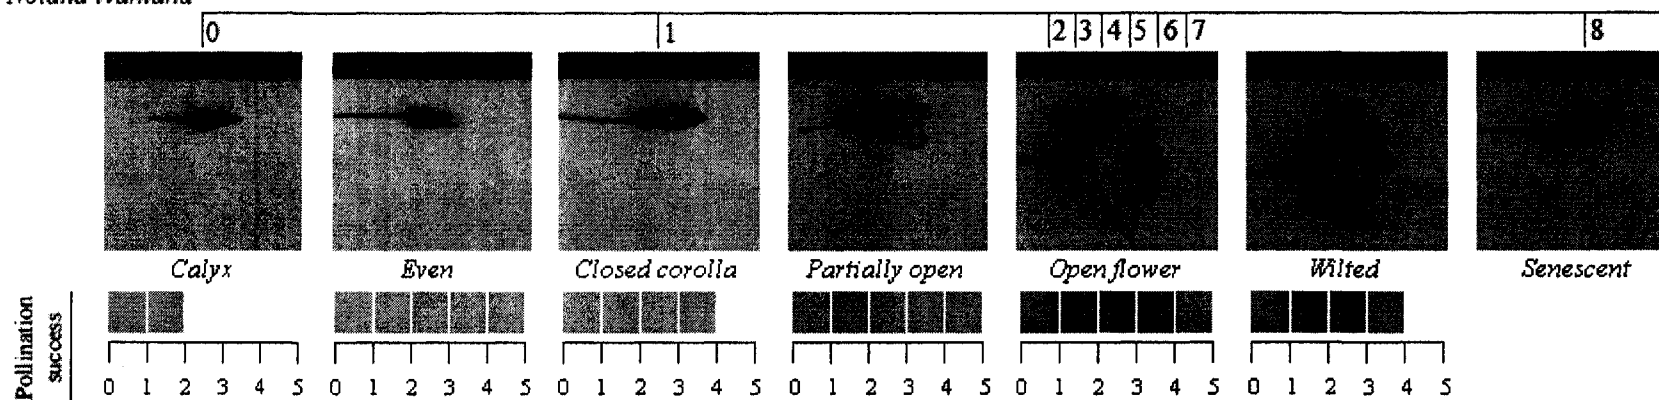 0 1 2 3 4 5 6 7 8
Calyx Even Closed corolla Partially open Open flower Wilted Senescent
Pollination
success
0 1 2 3 4 5 0 1 2 3 4 5 0 1 2 3 4 5 0 1 2 3 4 5 0 1 2 3 4 5 0 1 2 3 4 5